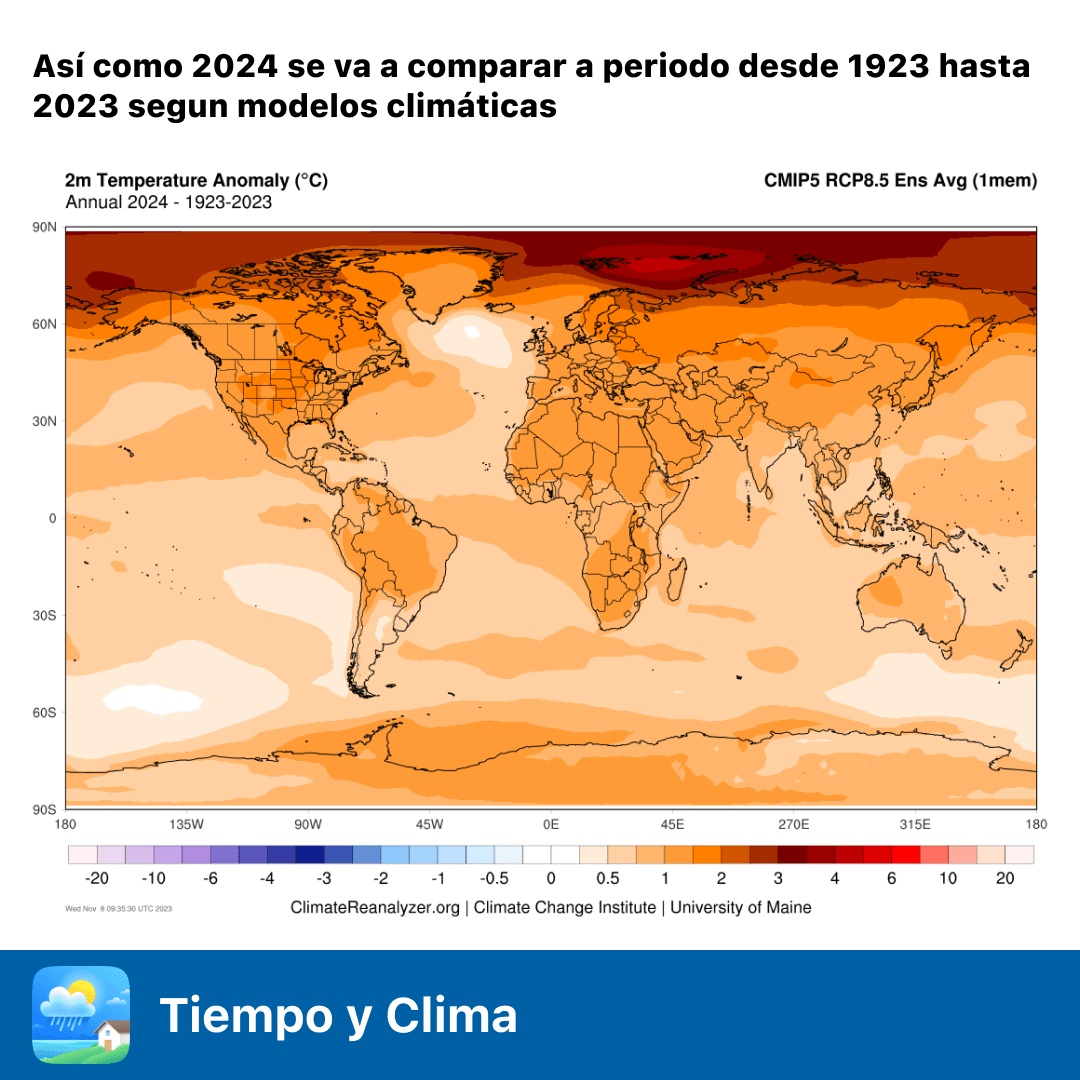 Así como 2024 se va a comparar a periodo desde 1923 hasta
2023 segun modelos climáticas
2m Temperature Anomaly (°C)
CMIP5 RCP8.5 Ens Avg (1mem)
Annual 2024 - 1923-2023
90N
60N
30N
0
30S
60S
90S
180 135W 90W 45W 0E 45E 270E 315E 180
-20 -10 -6 -4 -3 -2 -1 -0.5 0 0.5 1 2 3 4 6 10 20
Wed Nov 8 09:35:30 UTC 2023
ClimateReanalyzer.org | Climate Change Institute | University of Maine
Tiempo y Clima